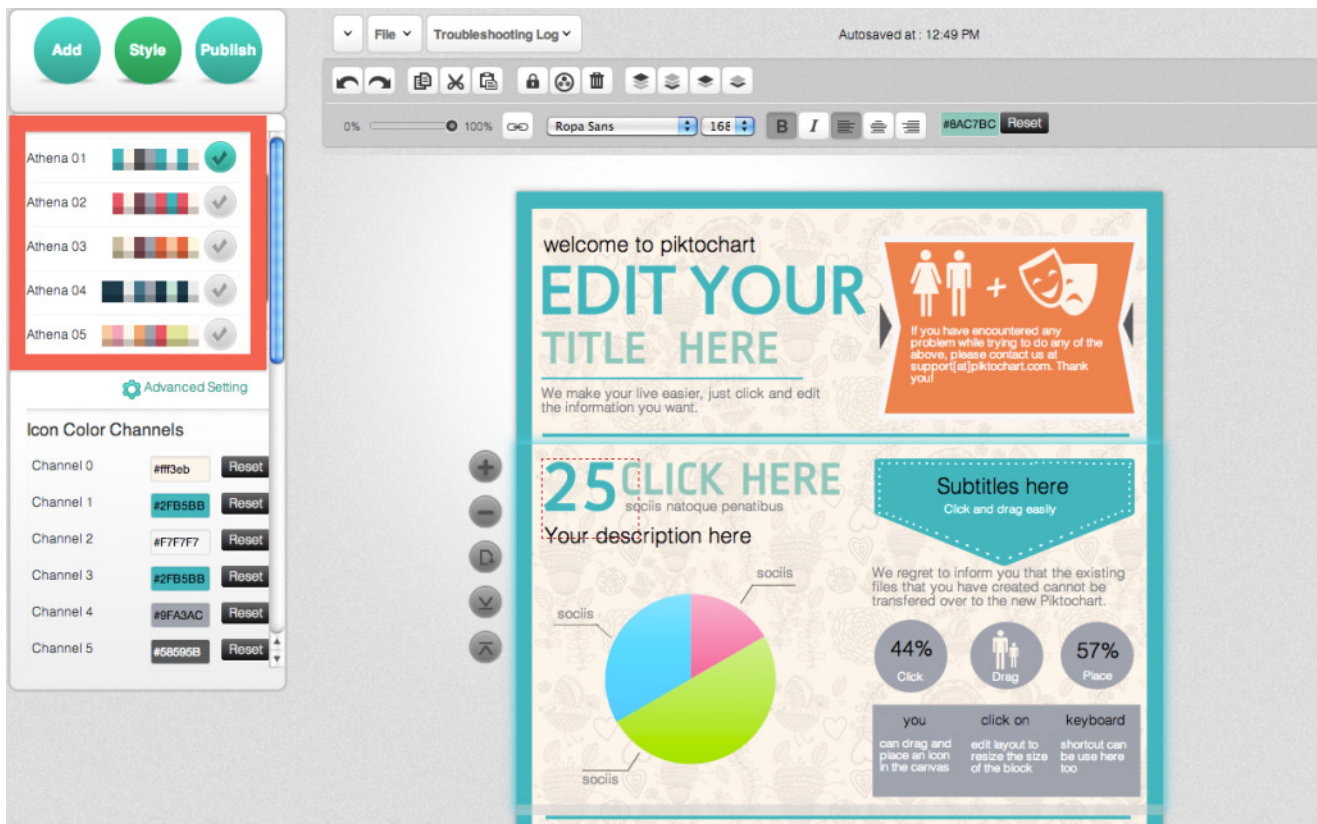 Add
Style
Publish
File
Troubleshooting Log
Autosaved at : 12:49 PM
0%
100%
Ropa Sans
168
B
I
#8AC7BC
Reset
Athena 01
Athena 02
Athena 03
Athena 04
Athena 05
Advanced Setting
Icon Color Channels
Channel 0
#fff3eb
Reset
Channel 1
#2FB5BB
Reset
Channel 2
#F7F7F7
Reset
Channel 3
#2FB5BB
Reset
Channel 4
#9FA3AC
Reset
Channel 5
#58595B
Reset
welcome to piktochart
EDIT YOUR
TITLE HERE
We make your live easier, just click and edit
the information you want.
+
If you have encountered any
problem while trying to do any of the
above, please contact us at
support[at]piktochart.com. Thank
you!
25
CLICK HERE
sociis natoque penatibus
Your description here
sociis
sociis
sociis
Subtitles here
Click and drag easily
We regret to inform you that the existing
files that you have created cannot be
transfered over to the new Piktochart.
44%
Click
Drag
57%
Place
you
can drag and
place an icon
in the canvas
click on
edit layout to
resize the size
of the block
keyboard
shortcut can
be use here
too